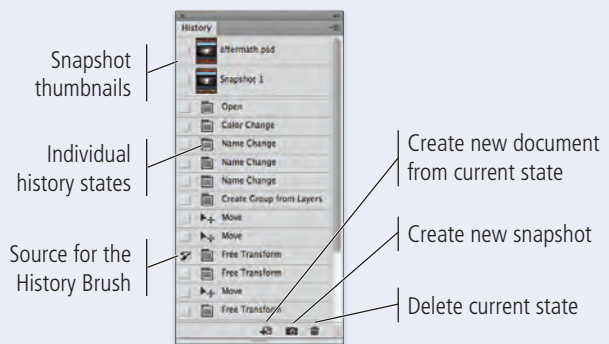 History
Snapshot
thumbnails
aftermath.psd
Snapshot 1
Open
Color Change
Individual
history states
Name Change
Name Change
Name Change
Create Group from Layers
Move
Move
Source for the
History Brush
Free Transform
Free Transform
Move
Free Transform
Create new document
from current state
Create new snapshot
Delete current state